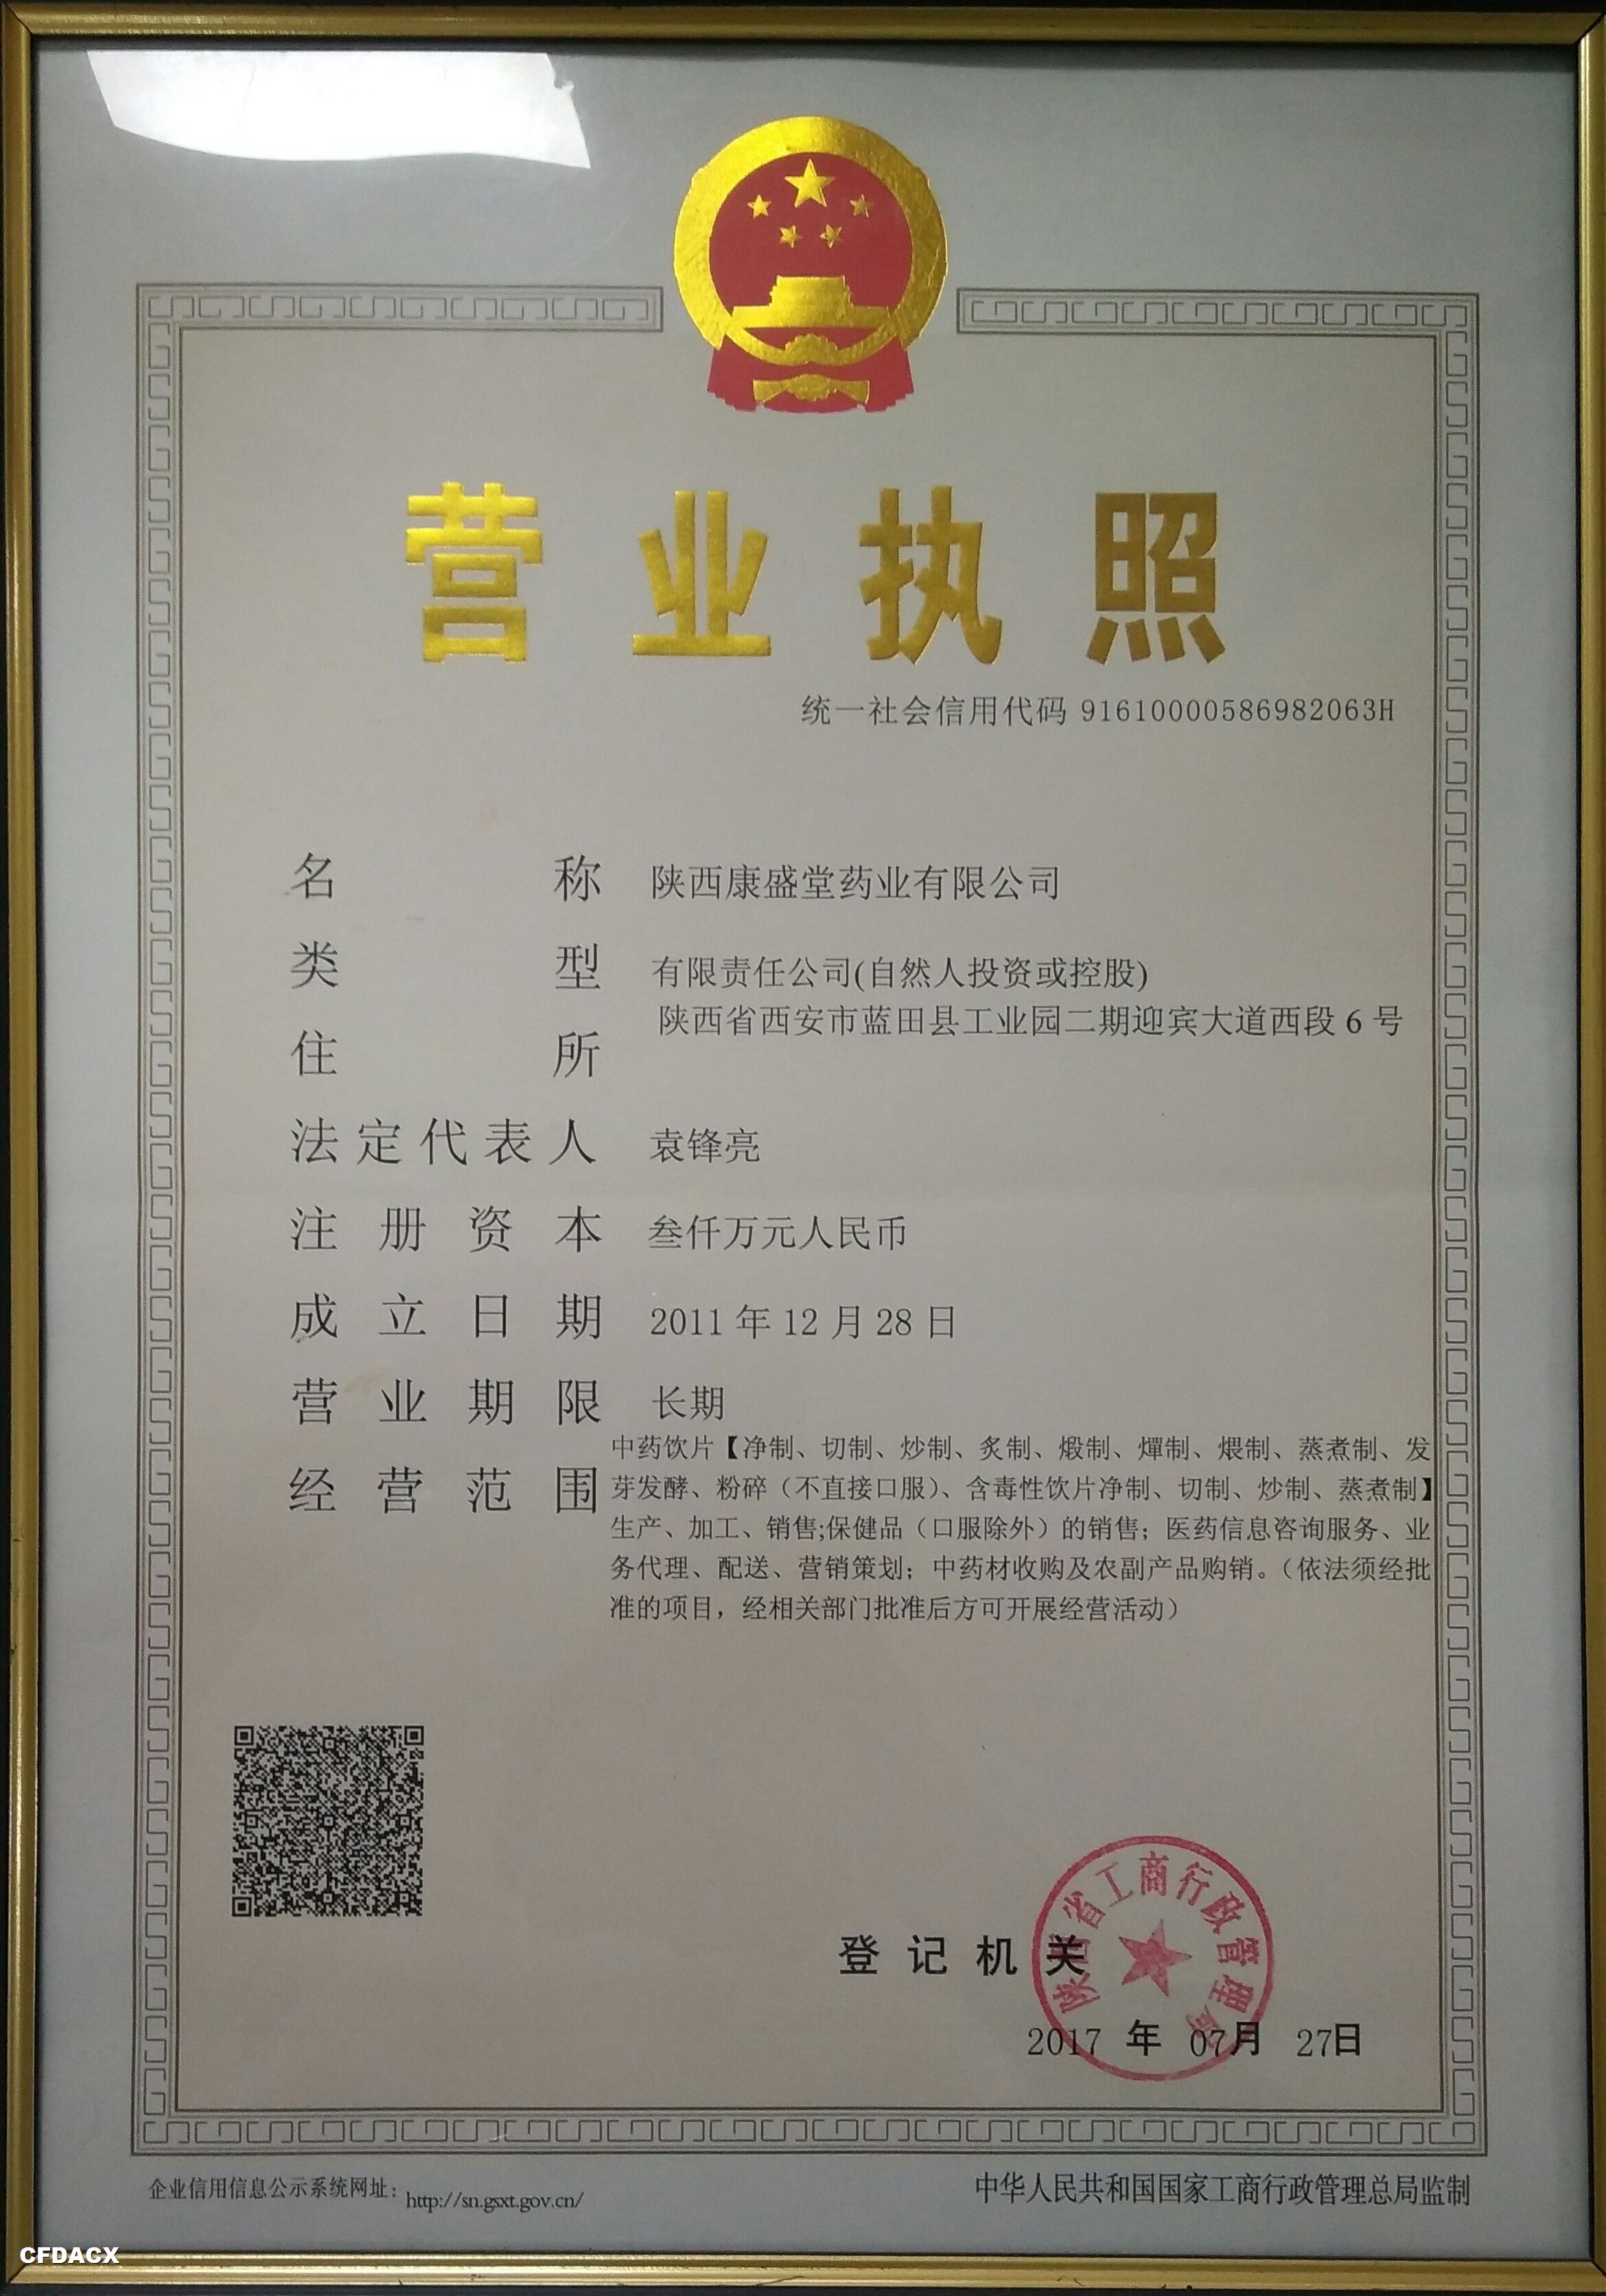 营业执照
统一社会信用代码 91610000586982063H
名称 陕西康盛堂药业有限公司
类型 有限责任公司(自然人投资或控股)
住所 陕西省西安市蓝田县工业园二期迎宾大道西段 6 号
法定代表人 袁锋亮
注册资本 叁仟万元人民币
成立日期 2011 年 12 月 28 日
营业期限 长期
经营范围 中药饮片【净制、切制、炒制、炙制、煅制、燀制、煨制、蒸煮制、发
芽发酵、粉碎（不直接口服）、含毒性饮片净制、切制、炒制、蒸煮制】
生产、加工、销售;保健品（口服除外）的销售；医药信息咨询服务、业
务代理、配送、营销策划；中药材收购及农副产品购销。（依法须经批
准的项目，经相关部门批准后方可开展经营活动）
登记机关
陕西省工商行政管理局
2017 年 07月 27日
企业信用信息公示系统网址：http://sn.gsxt.gov.cn/
中华人民共和国国家工商行政管理总局监制
CFDACX